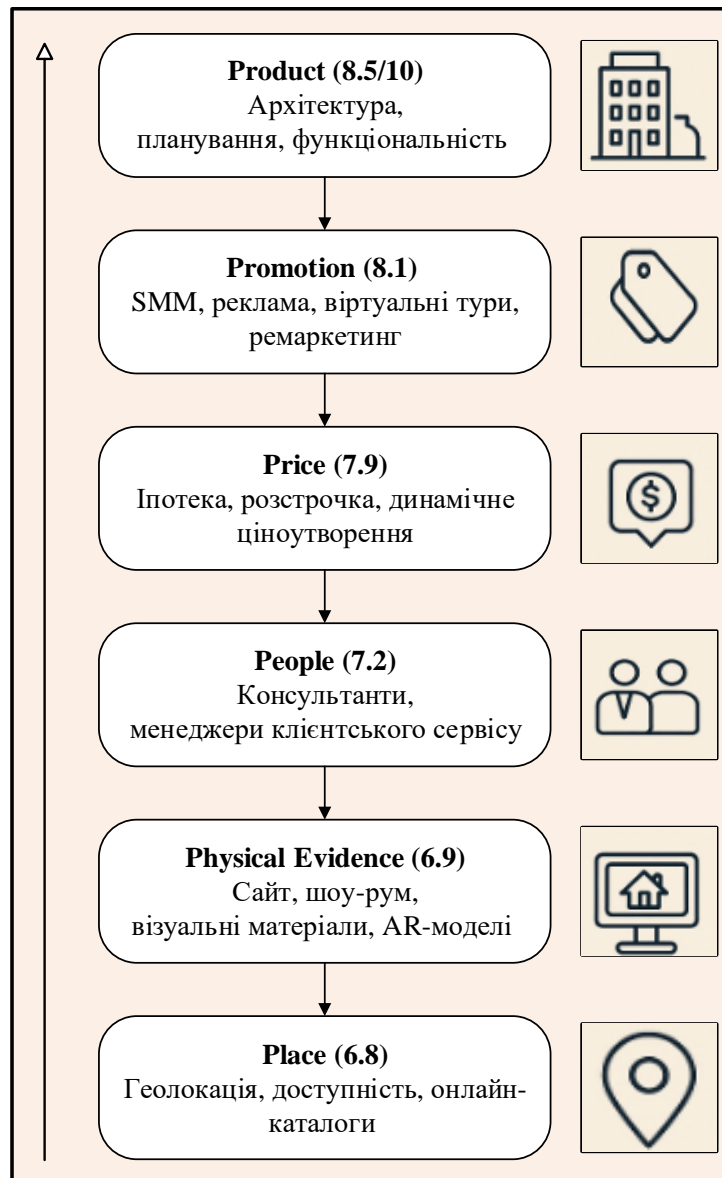 Product (8.5/10)
Архітектура,
планування, функціональність
Promotion (8.1)
SMM, реклама, віртуальні тури,
ремаркетинг
Price (7.9)
Іпотека, розстрочка, динамічне
ціноутворення
$
People (7.2)
Консультанти,
менеджери клієнтського сервісу
Physical Evidence (6.9)
Сайт, шоу-рум,
візуальні матеріали, AR-моделі
Place (6.8)
Геолокація, доступність, онлайн-
каталоги